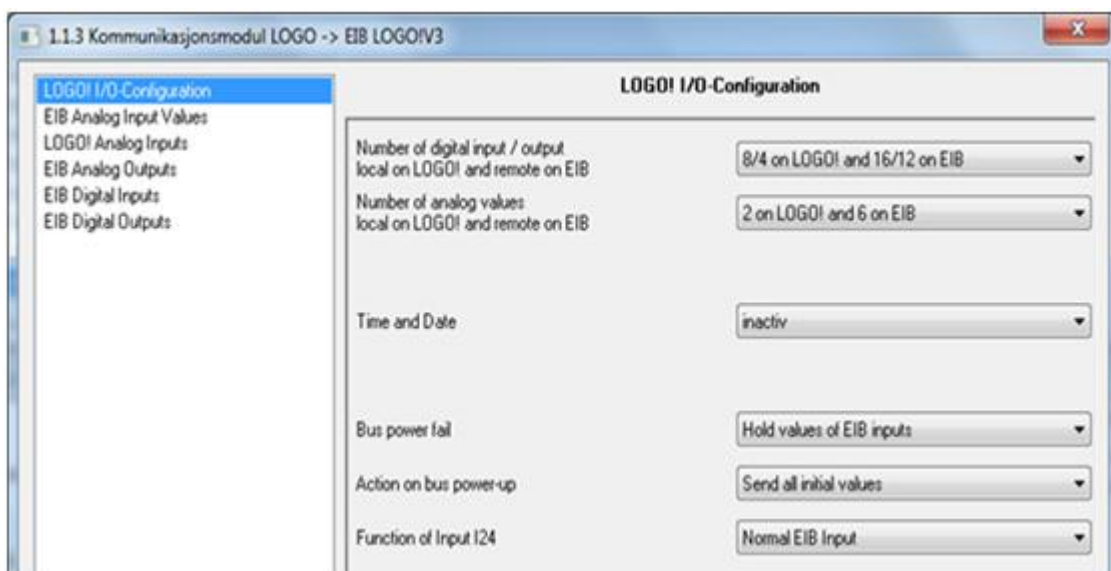 1.1.3 Kommunikasjonsmodul LOGO -> EIB LOGO!V3
LOGO! I/O-Configuration
EIB Analog Input Values
LOGO! Analog Inputs
EIB Analog Outputs
EIB Digital Inputs
EIB Digital Outputs
LOGO! I/O-Configuration
Number of digital input / output
local on LOGO! and remote on EIB
8/4 on LOGO! and 16/12 on EIB
Number of analog values
local on LOGO! and remote on EIB
2 on LOGO! and 6 on EIB
Time and Date
inactiv
Bus power fail
Hold values of EIB inputs
Action on bus power-up
Send all initial values
Function of Input I24
Normal EIB Input